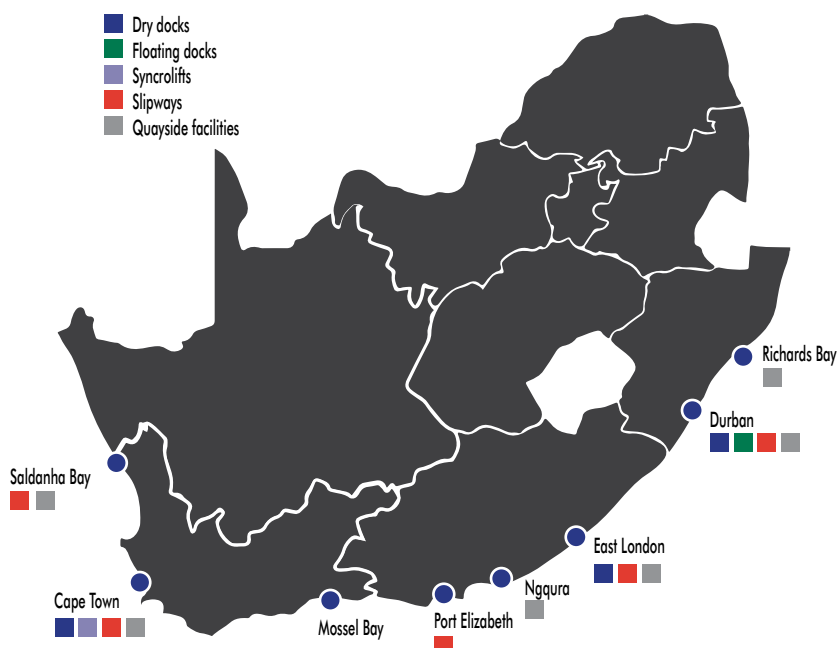 Dry docks
Floating docks
Syncrolifts
Slipways
Quayside facilities
Richards Bay
Durban
Saldanha Bay
East London
Ngqura
Cape Town
Port Elizabeth
Mossel Bay